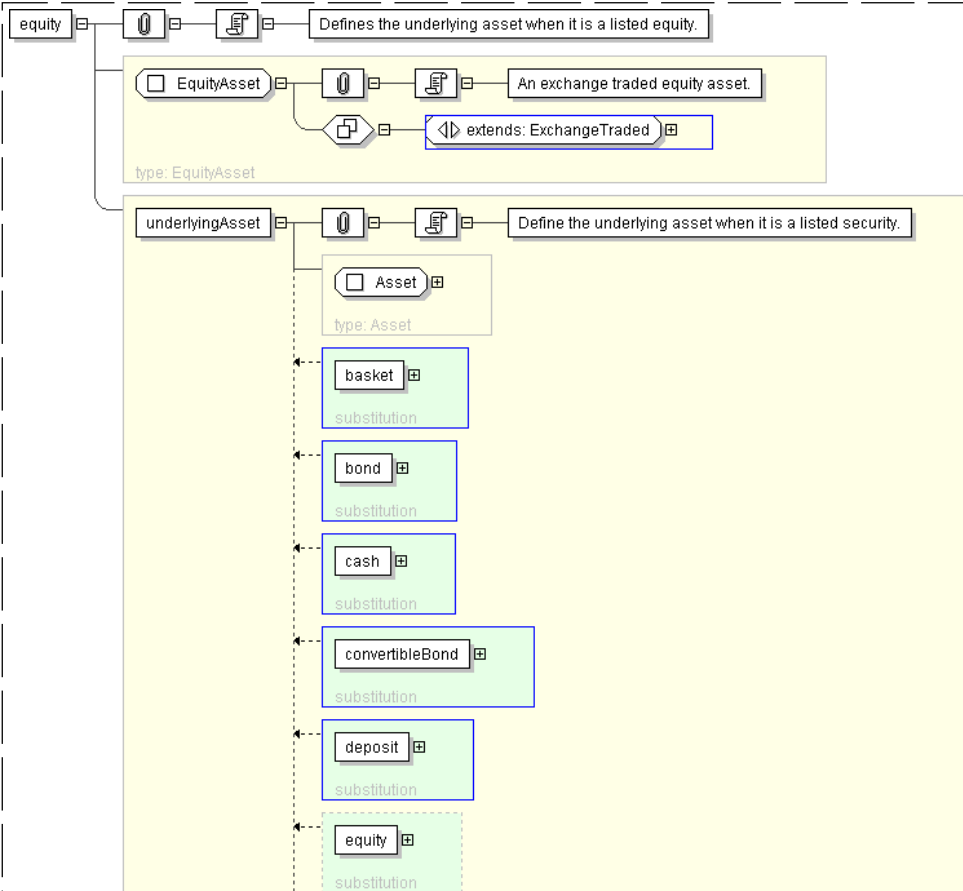 equity Defines the underlying asset when it is a listed equity.
EquityAsset An exchange traded equity asset.
extends: ExchangeTraded
type: EquityAsset
underlyingAsset Define the underlying asset when it is a listed security.
Asset
type: Asset
basket
substitution
bond
substitution
cash
substitution
convertibleBond
substitution
deposit
substitution
equity
substitution